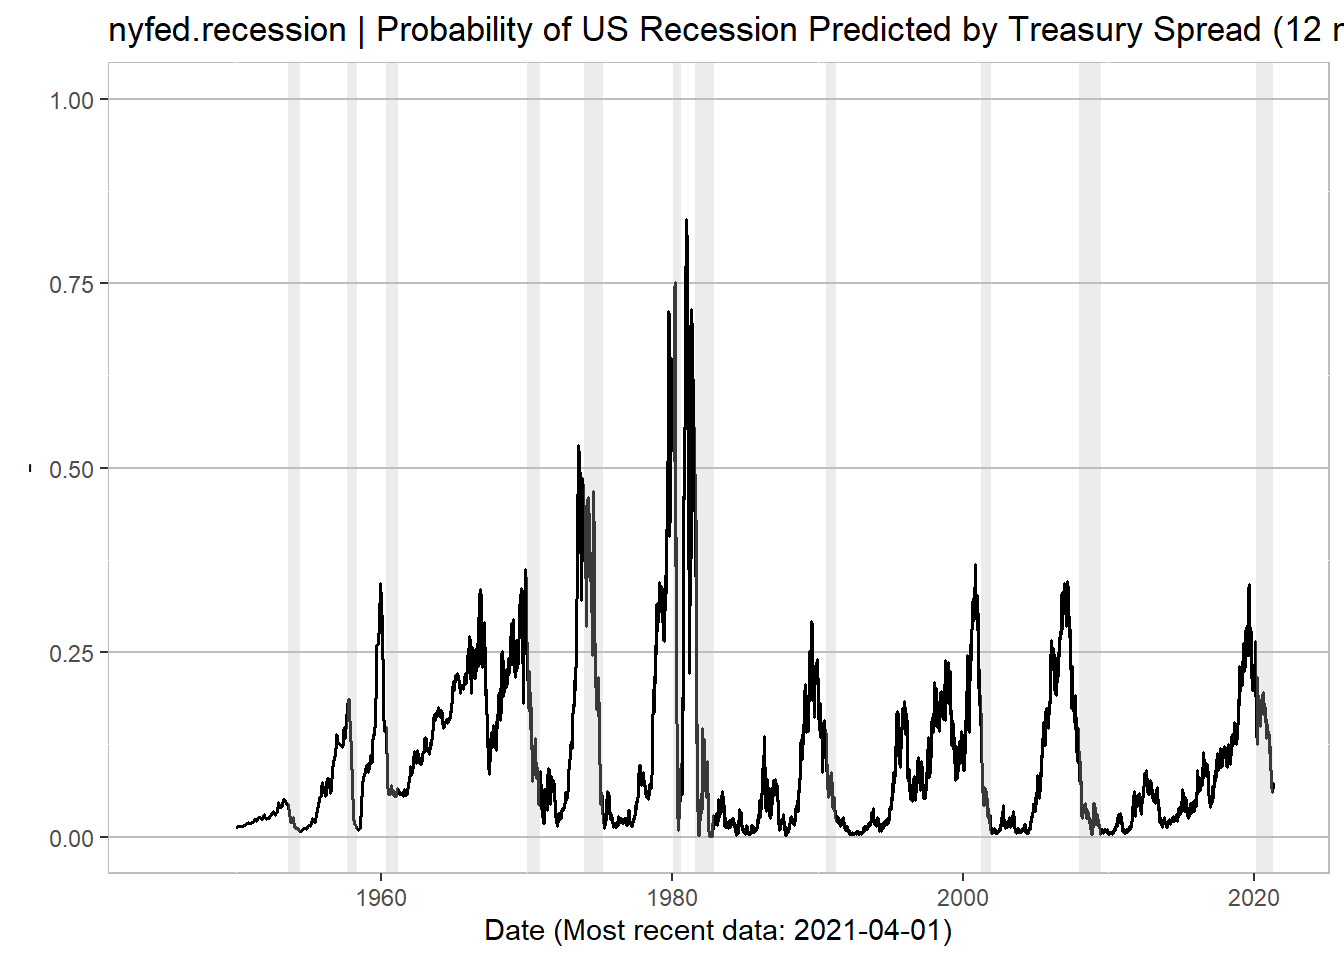 nyfed.recession | Probability of US Recession Predicted by Treasury Spread (12
1.00
0.75
0.50
0.25
0.00
-
1960 1980 2000 2020
Date (Most recent data: 2021-04-01)